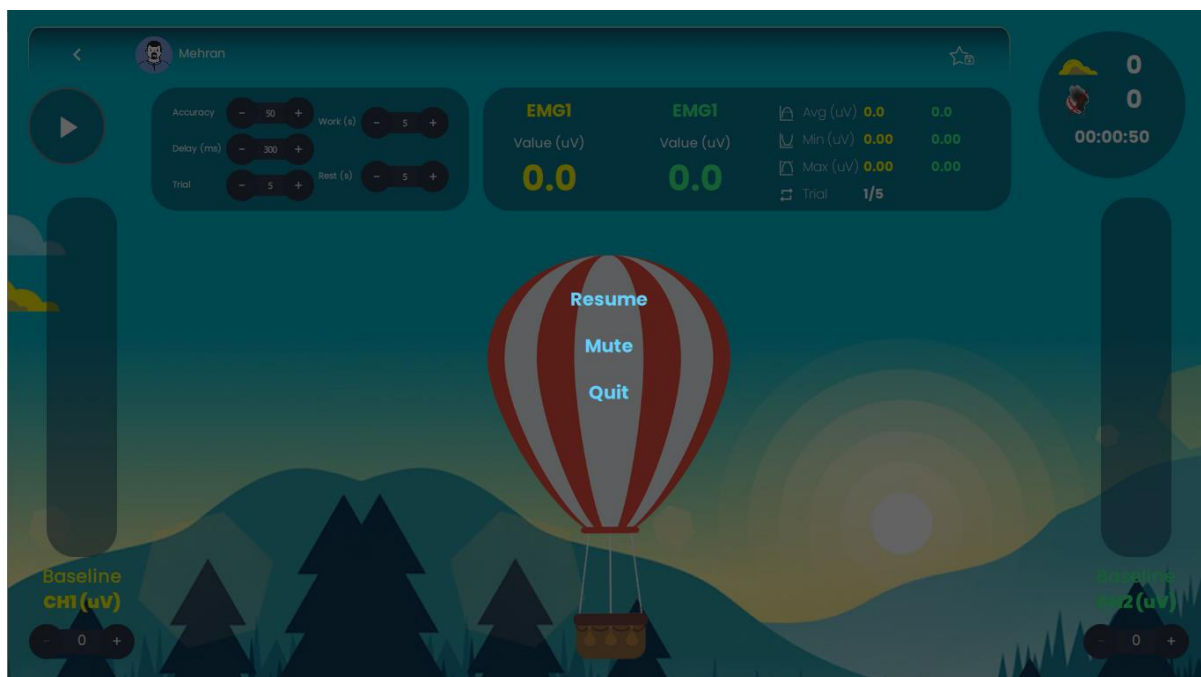 Mehran
0
0
00:00:50
Accuracy - 50 + Work (s) - 5 +
Delay (ms) - 300 +
Trial - 5 + Rest (s) - 5 +
EMG1 EMG1
Value (uV) Value (uV)
0.0 0.0
Avg (uV) 0.0 0.0
Min (uV) 0.00 0.00
Max (uV) 0.00 0.00
Trial 1/5
Resume
Mute
Quit
Baseline
CH1(uV)
- 0 +
Baseline
CH2(uV)
- 0 +